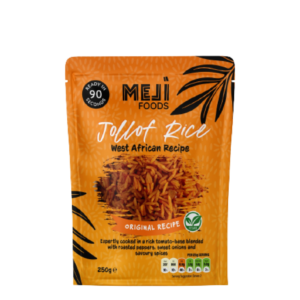 READY IN
90
SECONDS
MEJI
FOODS
Jollof Rice
West African Recipe
ORIGINAL RECIPE
Expertly cooked in a rich tomato-base blended
with roasted peppers, sweet onions and
savoury spices
250g e